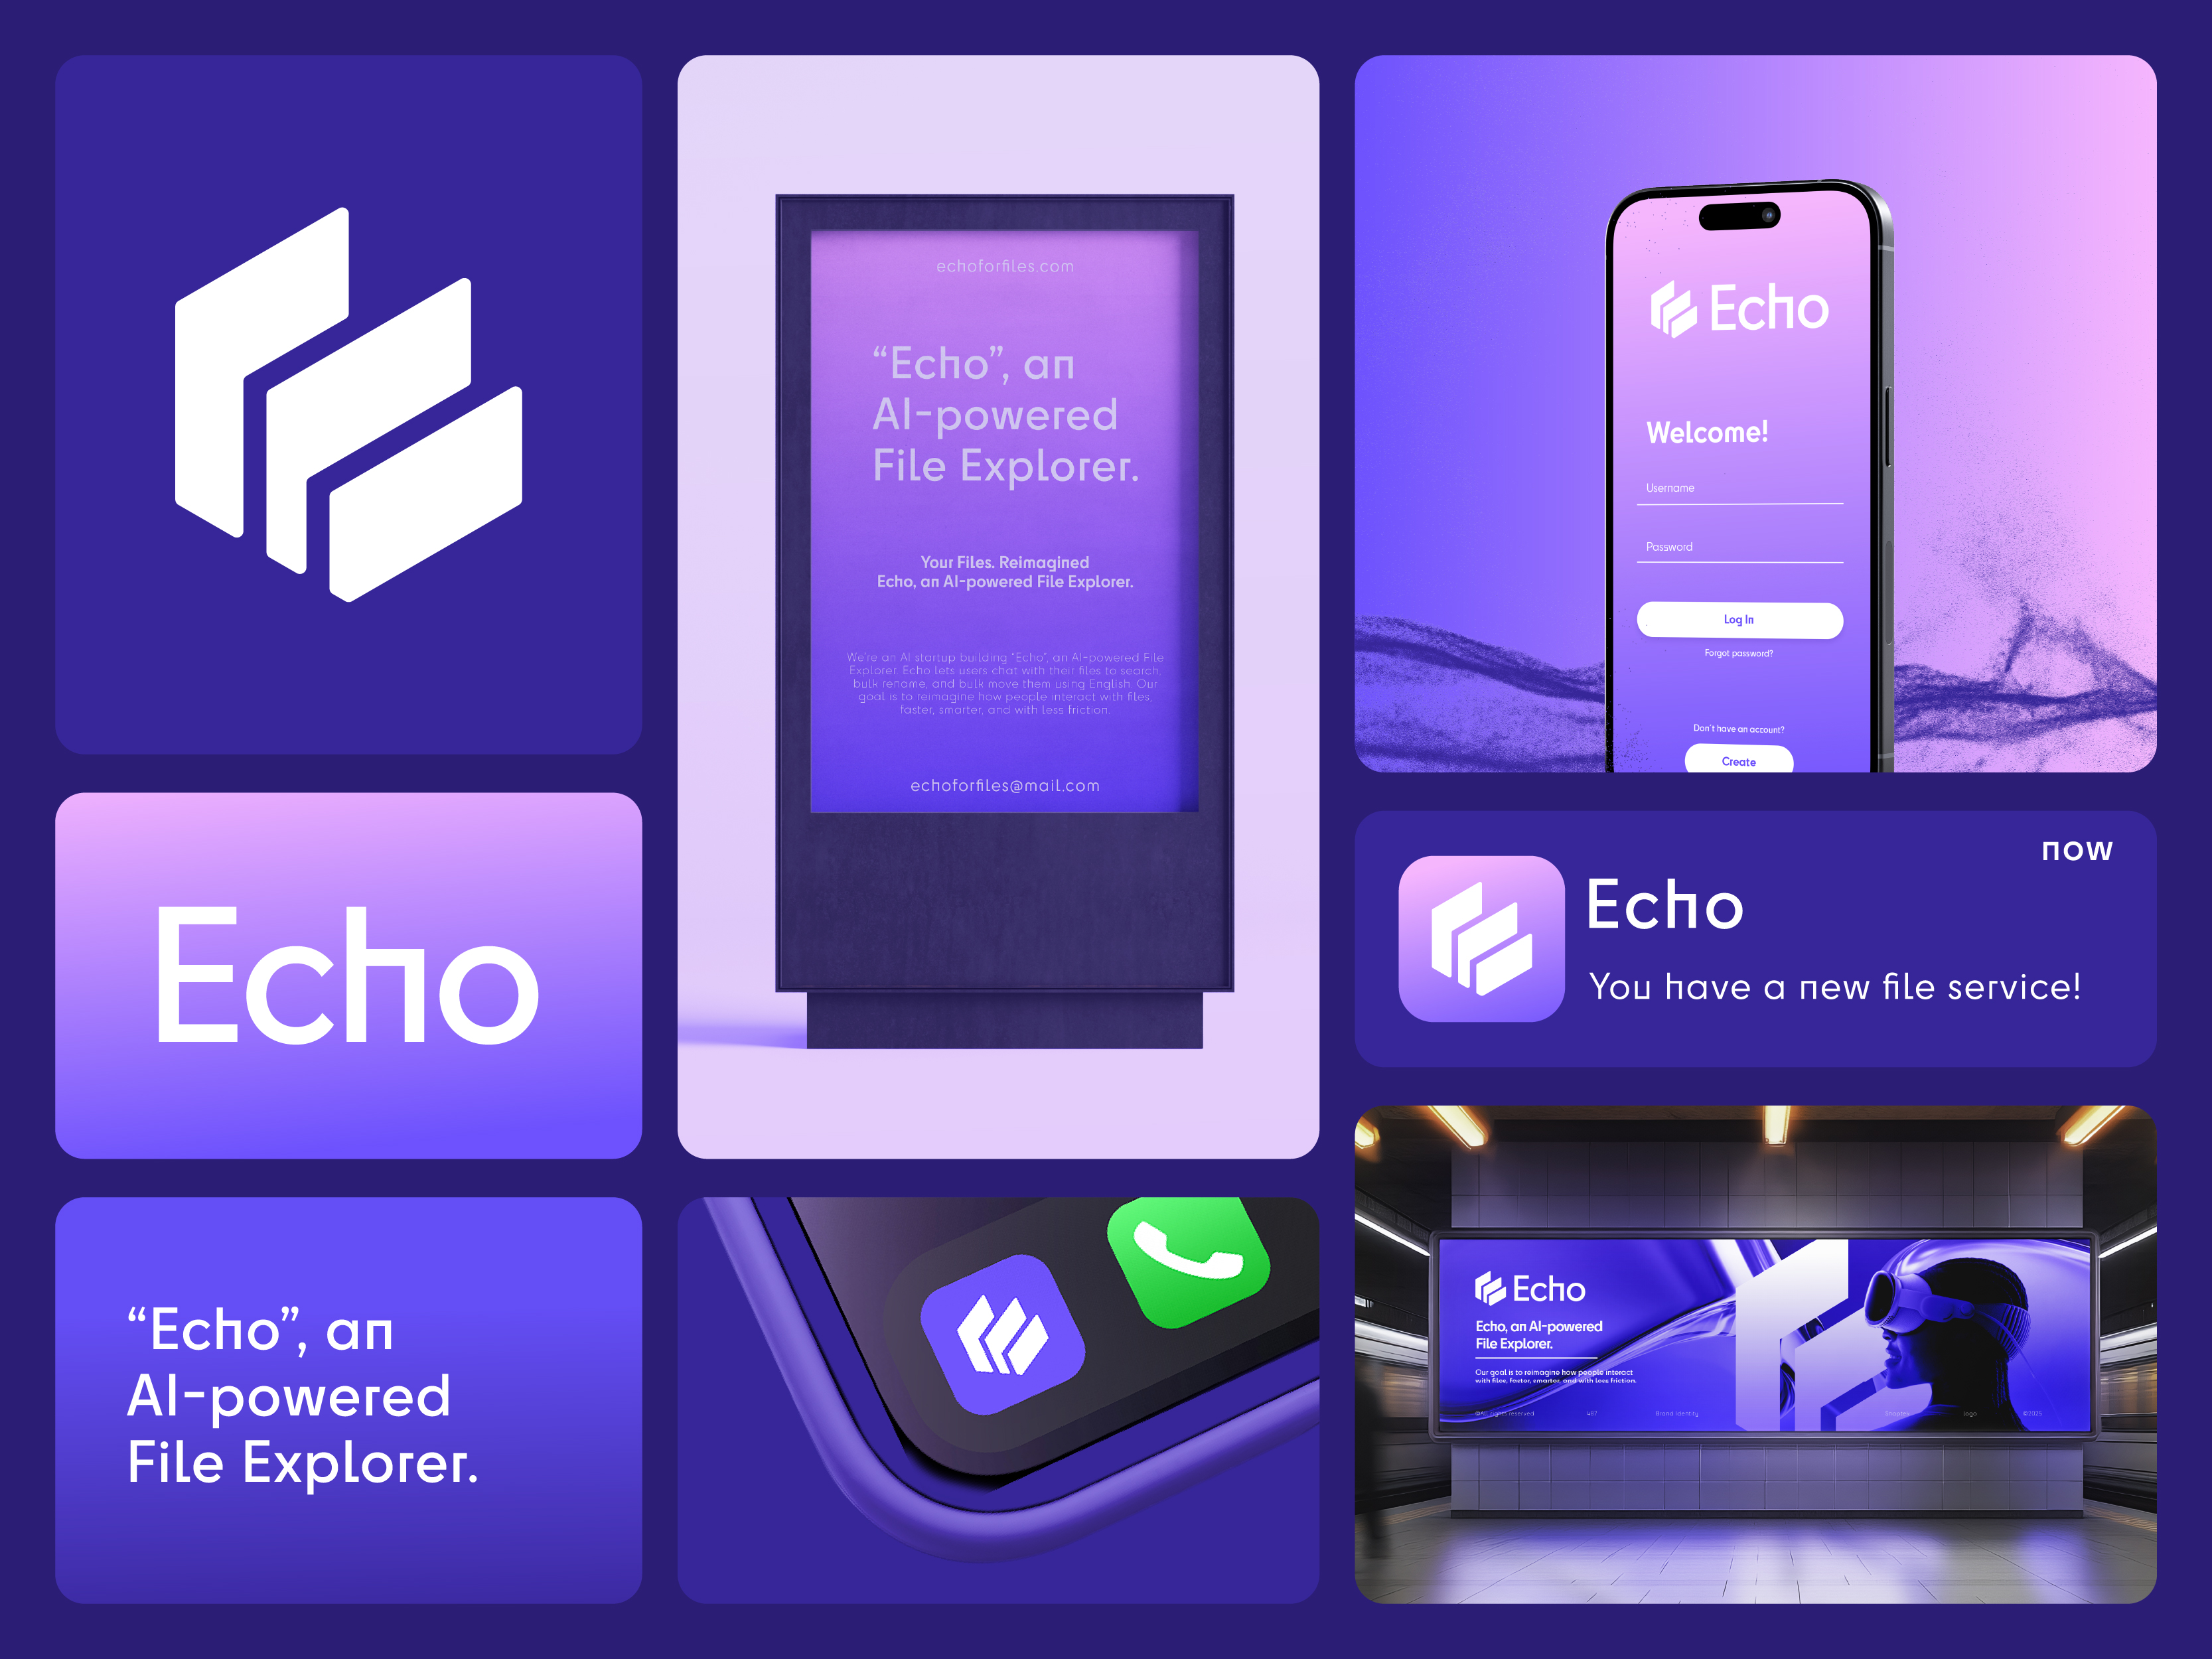 Echo
“Echo”, an
AI-powered
File Explorer.
echoforfiles.com
“Echo”, an
AI-powered
File Explorer.
Your Files. Reimagined
Echo, an AI-powered File Explorer.
We're an AI startup building “Echo”, an AI-powered File
Explorer. Echo lets users chat with their files to search,
bulk rename, and bulk move them using English. Our
goal is to reimagine how people interact with files,
faster, smarter, and with less friction.
echoforfiles@mail.com
Echo
Welcome!
Username
Password
Log In
Forgot password?
Don't have an account?
Create
now
Echo
You have a new file service!
Echo
Echo, an AI-powered
File Explorer.
Our goal is to reimagine how people interact
with files, faster, smarter, and with less friction.
©All rights reserved 487 Brand Identity logo ©2025